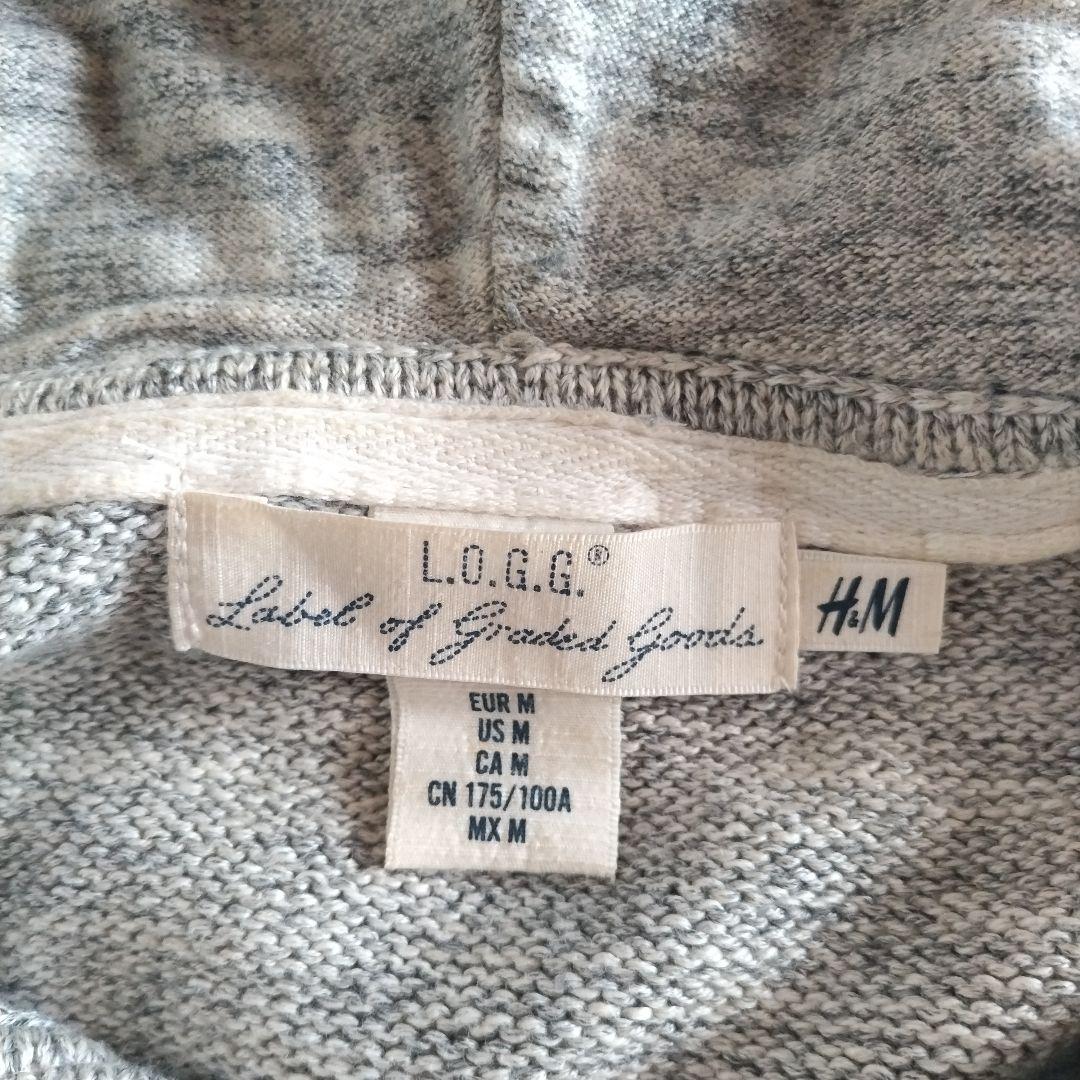 L.O.G.G.®
Label of Graded Goods
H&M
EUR M
US M
CA M
CN 175/100A
MX M